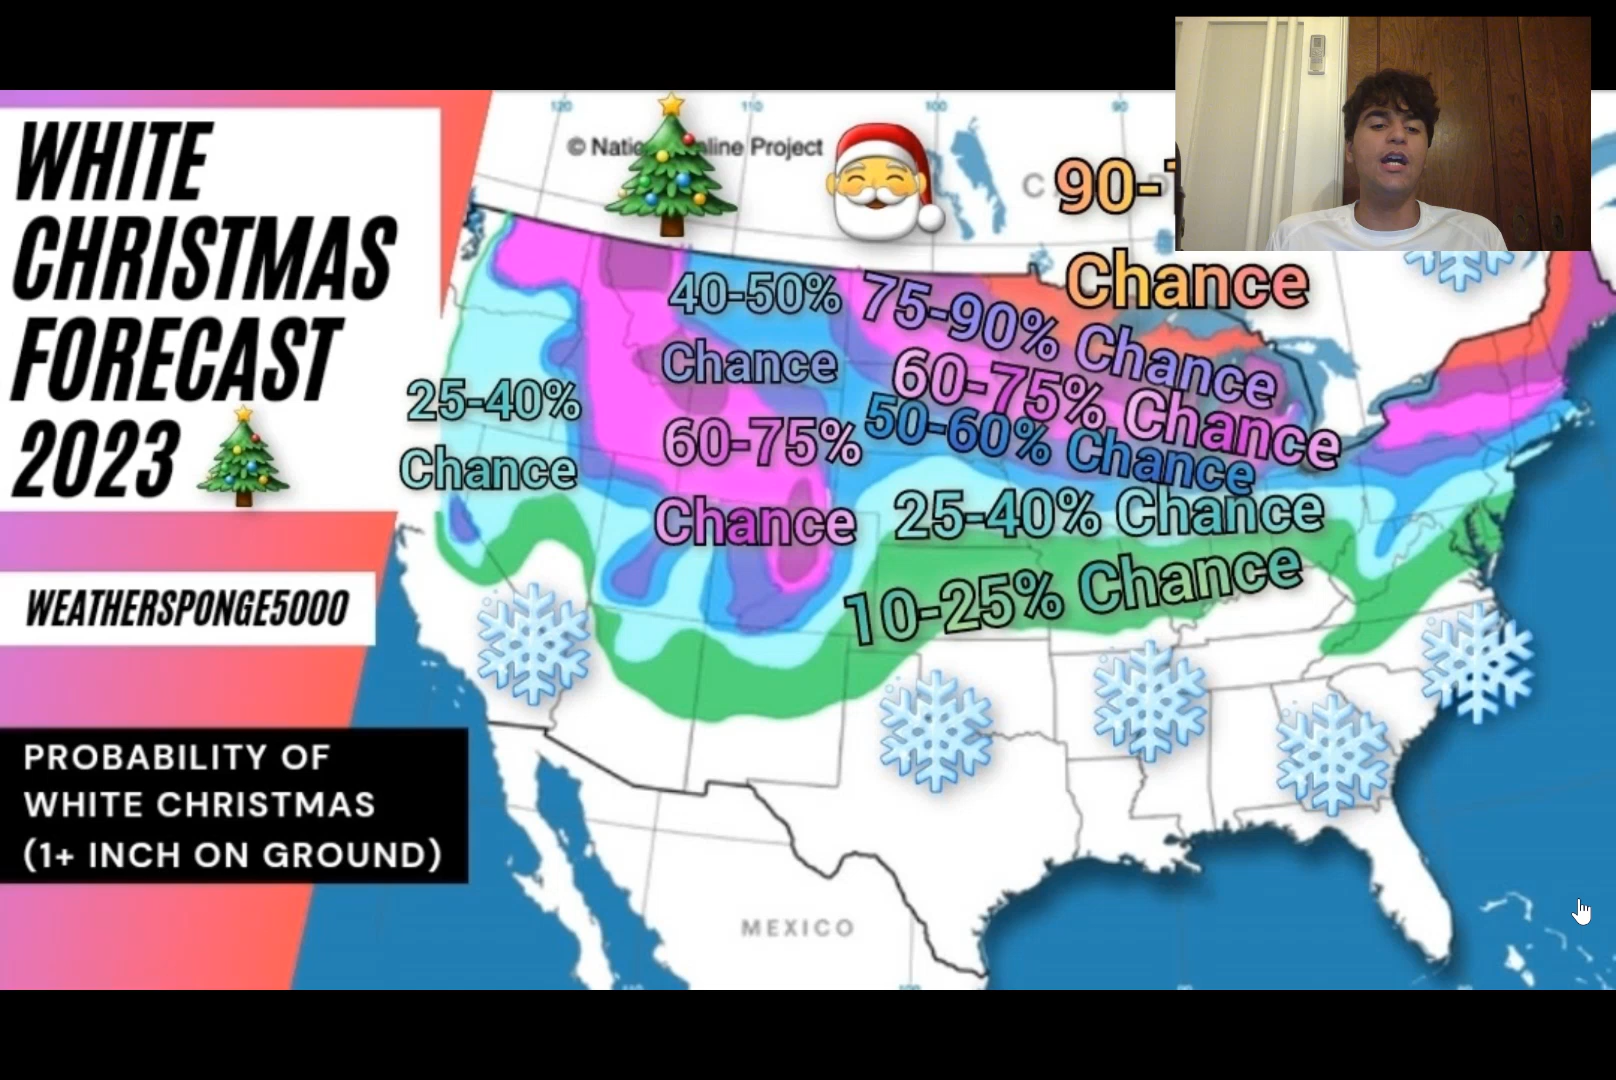 WHITE
CHRISTMAS
FORECAST
2023
WEATHERSPONGE5000
PROBABILITY OF
WHITE CHRISTMAS
(1+ INCH ON GROUND)
120
110
100
90
Project
90-
Chance
40-50%
Chance
75-90% Chance
60-75% Chance
50-60% Chance
25-40%
Chance
60-75%
Chance
25-40% Chance
10-25% Chance
MEXICO